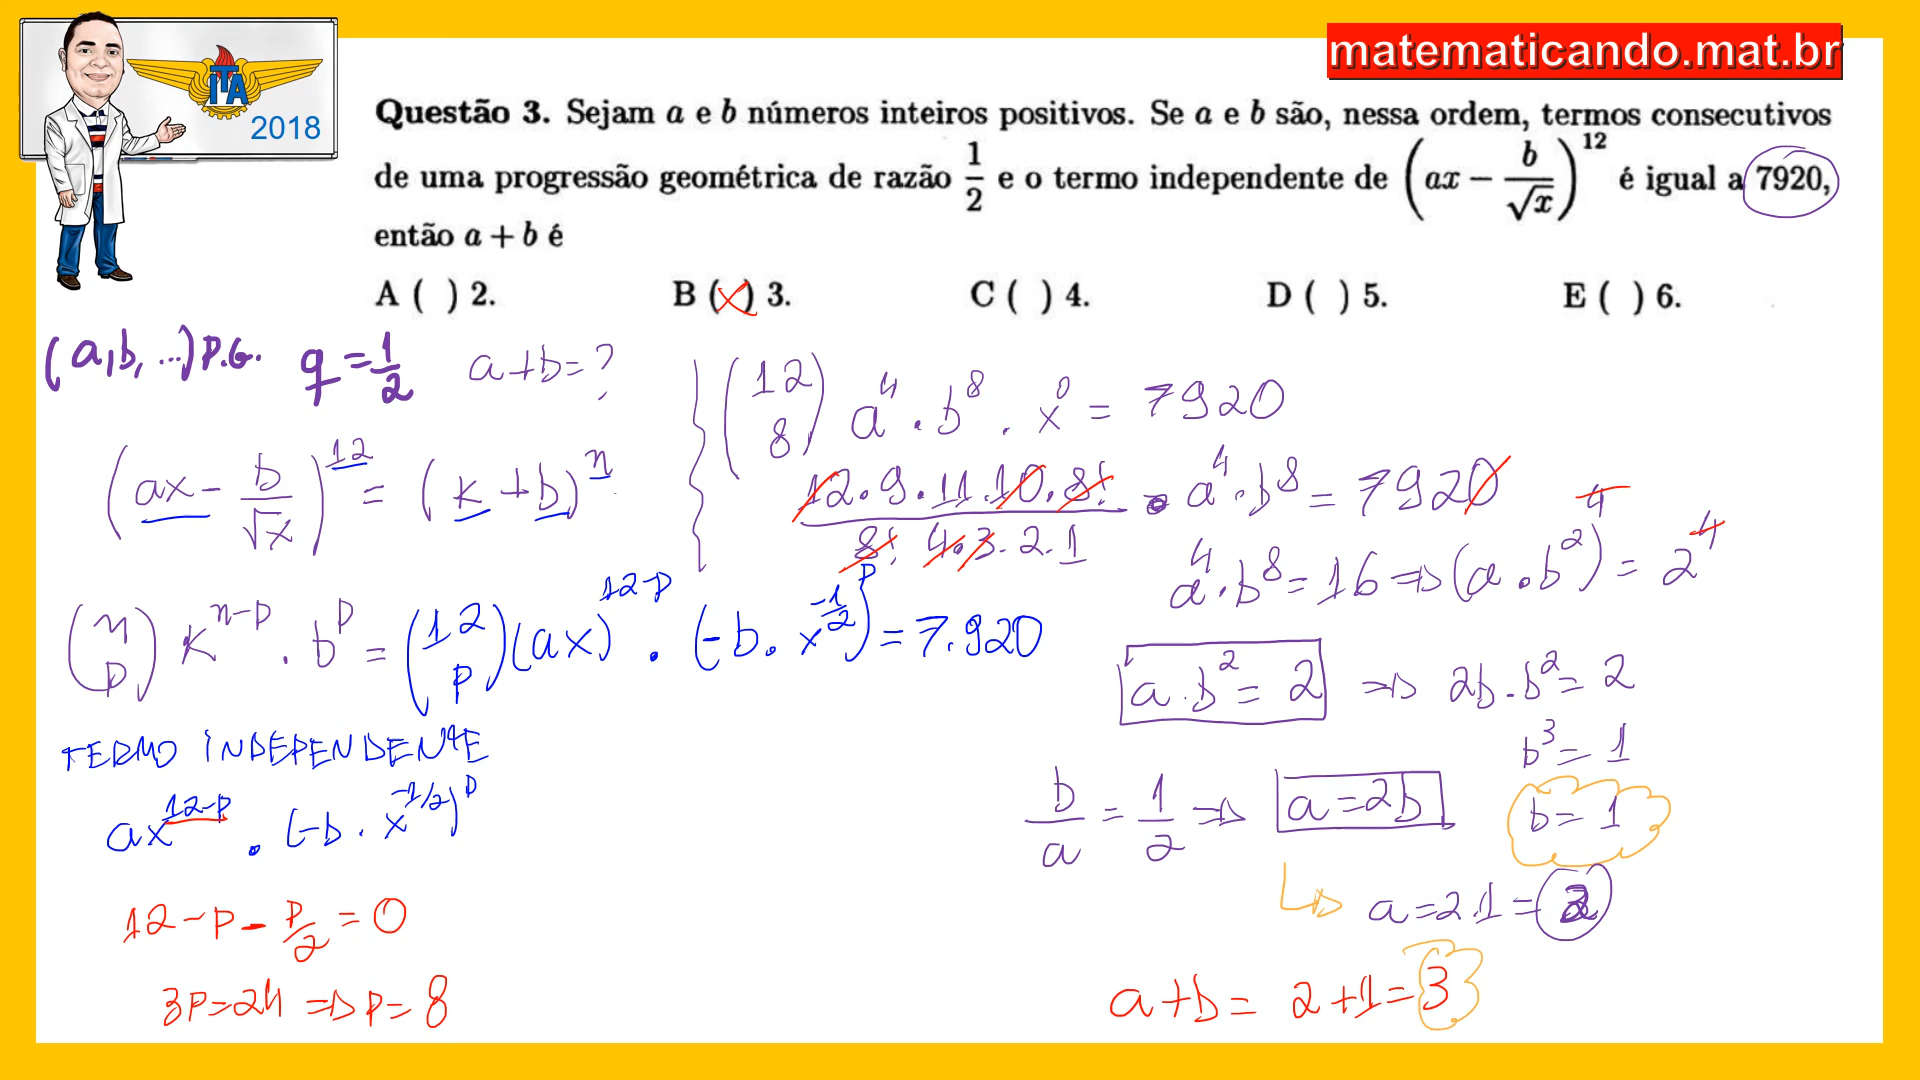 matematicando.mat.br
ITA
2018
Questão 3. Sejam a e b números inteiros positivos. Se a e b são, nessa ordem, termos consecutivos
de uma progressão geométrica de razão 1/2 e o termo independente de (ax − b/√x)^12 é igual a 7920,
então a + b é
A ( ) 2. B (x) 3. C ( ) 4. D ( ) 5. E ( ) 6.
(a,b, ...) P.G. q = 1/2 a+b=?
(ax − b/√x)^12 = (k + b)^n
(n p) k^(n-p) . b^p = (12 p) (ax)^(12-p) . (-b . x^(-1/2))^p = 7.920
TERMO INDEPENDENTE
ax^(12-p) . (-b . x^(-1/2))^p
12 - p - p/2 = 0
3p = 24 => p = 8
(12 8) a^4 . b^8 . x^0 = 7920
12.9.11.10.8! / 8! 4.3.2.1 . a^4 . b^8 = 7920
a^4 . b^8 = 16 => (a . b^2)^4 = 2^4
a . b^2 = 2 => 2b . b^2 = 2
b^3 = 1
b/a = 1/2 => a = 2b b = 1
a = 2.1 = 2
a+b = 2+1 = 3